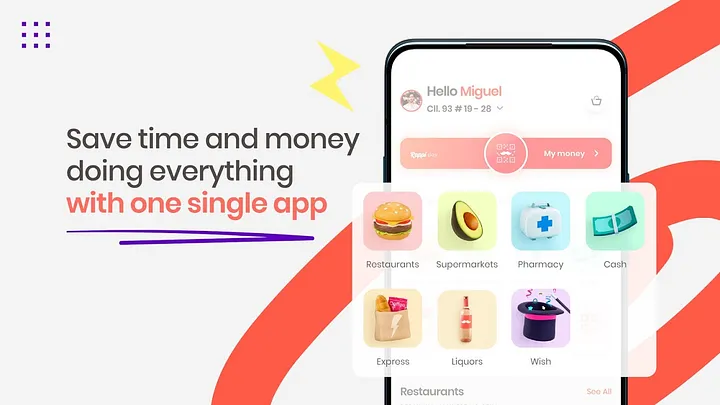 Save time and money
doing everything
with one single app
Hello Miguel
Cll. 93 # 19 - 28
My money
Restaurants
Supermarkets
Pharmacy
Cash
Express
Liquors
Wish
Restaurants
See All